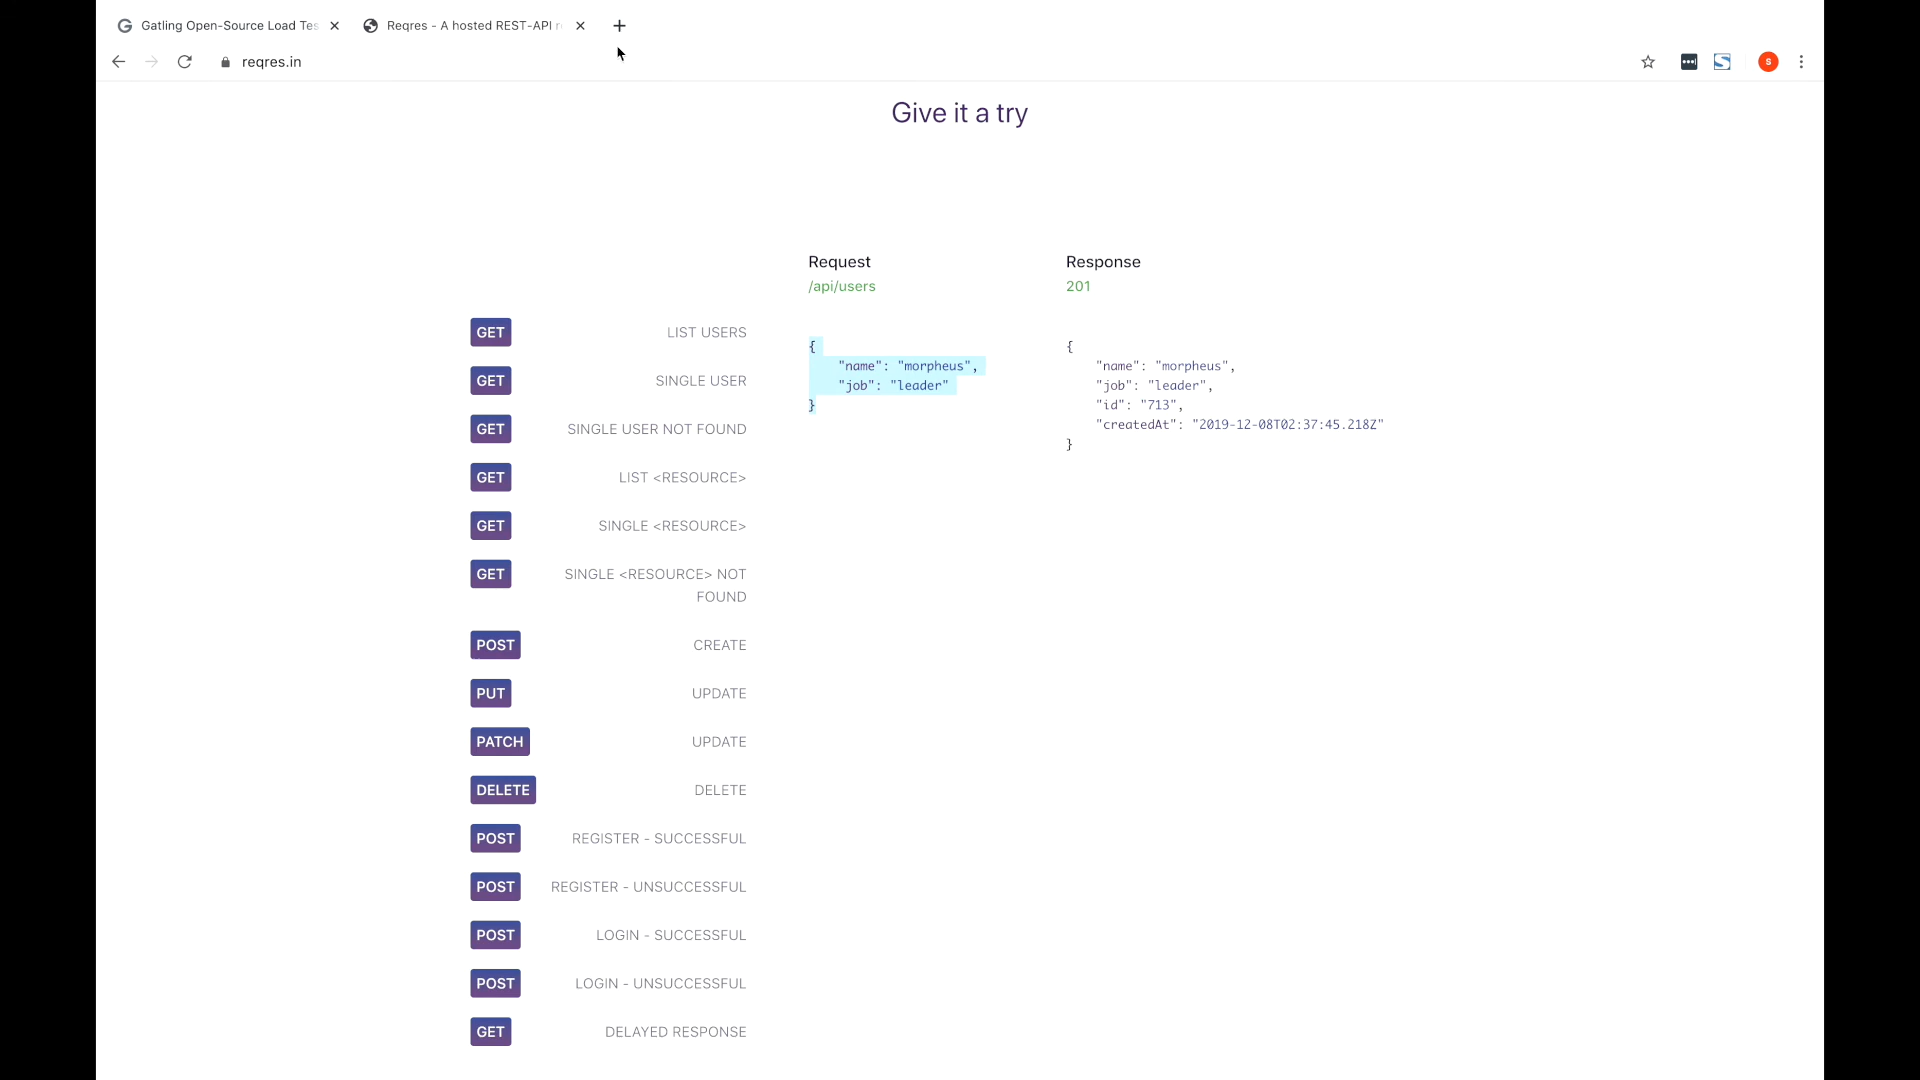 Gatling Open-Source Load Tes
Reqres - A hosted REST-API r
reqres.in
S
Give it a try
Request
/api/users
Response
201
GET LIST USERS
GET SINGLE USER
GET SINGLE USER NOT FOUND
GET LIST <RESOURCE>
GET SINGLE <RESOURCE>
GET SINGLE <RESOURCE> NOT
FOUND
POST CREATE
PUT UPDATE
PATCH UPDATE
DELETE DELETE
POST REGISTER - SUCCESSFUL
POST REGISTER - UNSUCCESSFUL
POST LOGIN - SUCCESSFUL
POST LOGIN - UNSUCCESSFUL
GET DELAYED RESPONSE
{
"name": "morpheus",
"job": "leader"
}
{
"name": "morpheus",
"job": "leader",
"id": "713",
"createdAt": "2019-12-08T02:37:45.218Z"
}